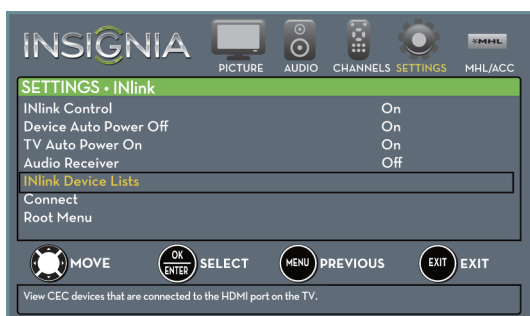 INSIGNIA
PICTURE AUDIO CHANNELS SETTINGS MHL MHL/ACC
SETTINGS • INlink
INlink Control On
Device Auto Power Off On
TV Auto Power On On
Audio Receiver Off
INlink Device Lists
Connect
Root Menu
MOVE OK ENTER SELECT MENU PREVIOUS EXIT EXIT
View CEC devices that are connected to the HDMI port on the TV.